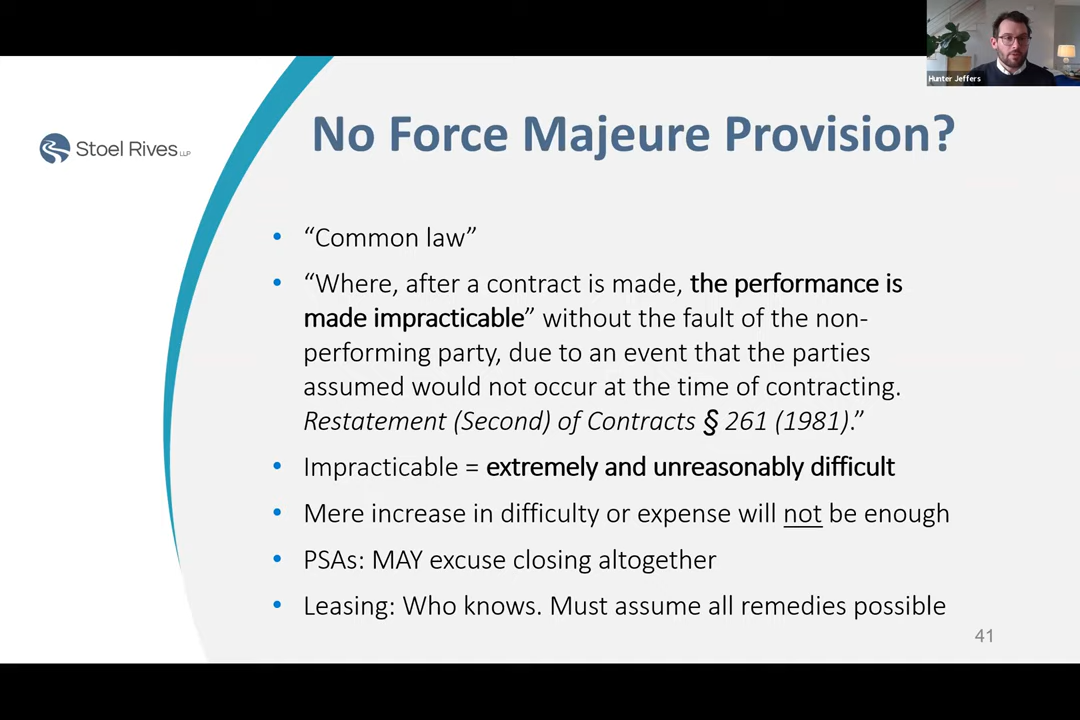 Hunter Jeffers
Stoel Rives LLP
No Force Majeure Provision?
• “Common law”
• “Where, after a contract is made, the performance is
made impracticable” without the fault of the non-
performing party, due to an event that the parties
assumed would not occur at the time of contracting.
Restatement (Second) of Contracts § 261 (1981).”
• Impracticable = extremely and unreasonably difficult
• Mere increase in difficulty or expense will not be enough
• PSAs: MAY excuse closing altogether
• Leasing: Who knows. Must assume all remedies possible
41